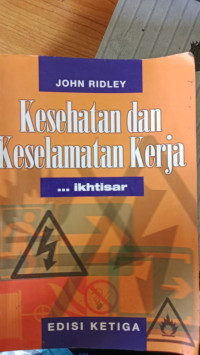 JOHN RIDLEY
Kesehatan dan
Keselamatan Kerja
... ikhtisar
EDISI KETIGA